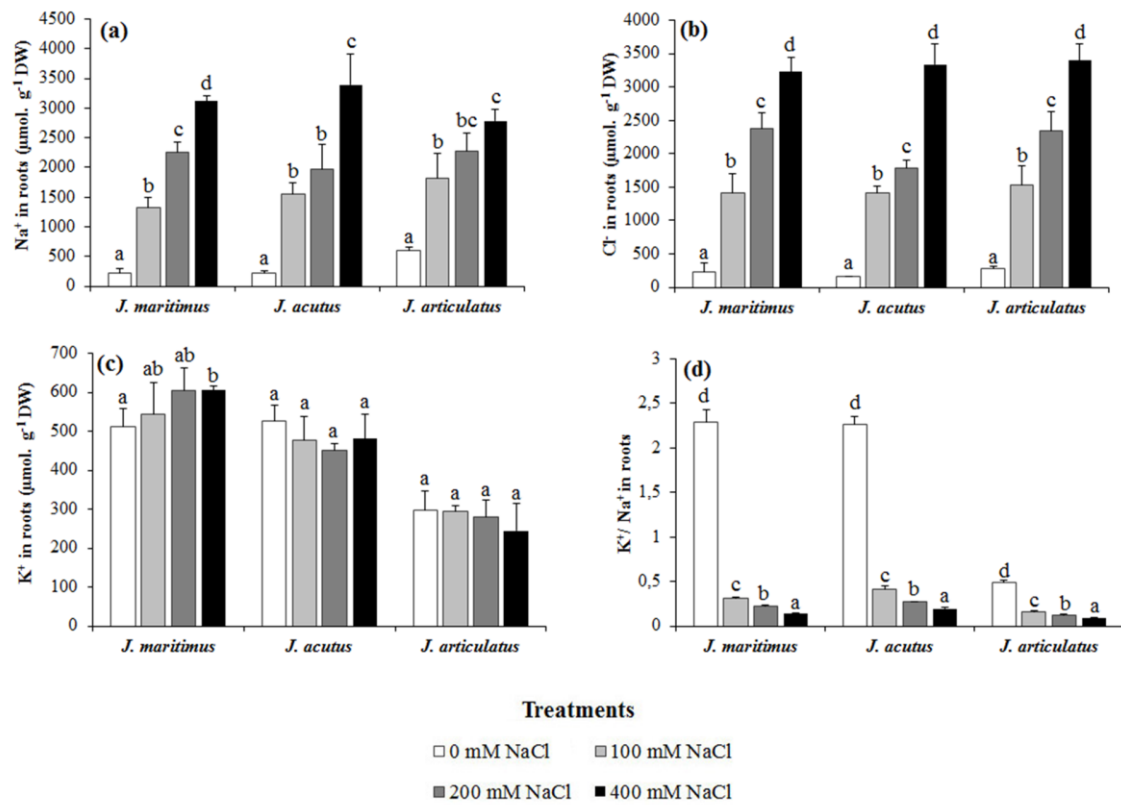 (a)
Na⁺ in roots (µmol. g⁻¹ DW)
4500
4000
3500
3000
2500
2000
1500
1000
500
0
a b c d
a b b c
a b bc c
J. maritimus J. acutus J. articulatus
(b)
Cl⁻ in roots (µmol. g⁻¹ DW)
4000
3500
3000
2500
2000
1500
1000
500
0
a b c d
a b c d
a b c d
J. maritimus J. acutus J. articulatus
(c)
K⁺ in roots (µmol. g⁻¹ DW)
700
600
500
400
300
200
100
0
a ab ab b
a a a a
a a a a
J. maritimus J. acutus J. articulatus
(d)
K⁺/ Na⁺ in roots
3
2,5
2
1,5
1
0,5
0
d c b a
d c b a
d c b a
J. maritimus J. acutus J. articulatus
Treatments
0 mM NaCl 100 mM NaCl
200 mM NaCl 400 mM NaCl